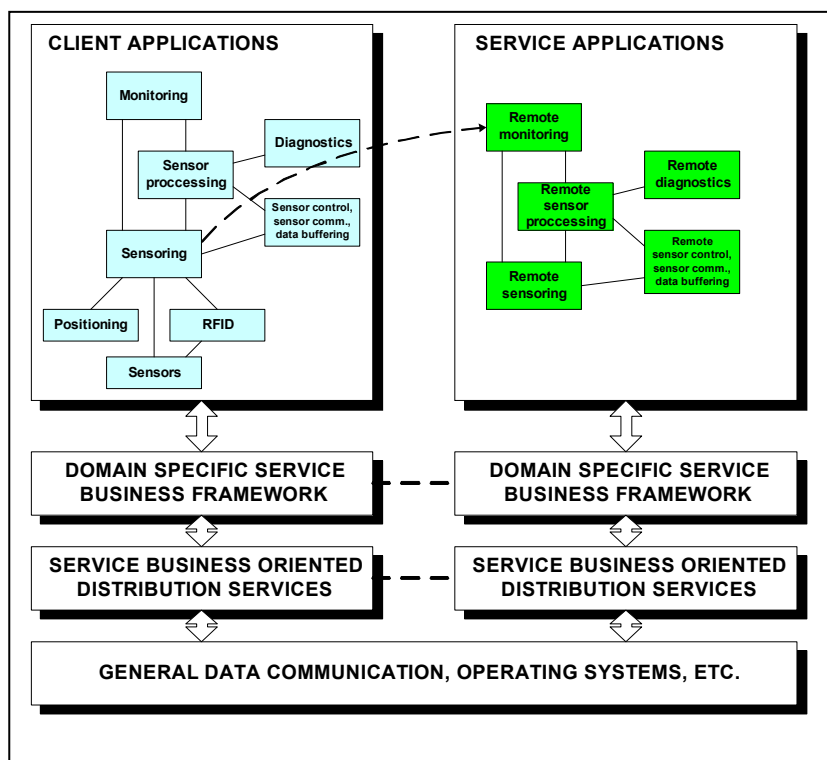 CLIENT APPLICATIONS
Monitoring
Diagnostics
Sensor
proccessing
Sensor control,
sensor comm.,
data buffering
Sensoring
Positioning
RFID
Sensors
SERVICE APPLICATIONS
Remote
monitoring
Remote
diagnostics
Remote
sensor
proccessing
Remote
sensor control,
sensor comm.,
data buffering
Remote
sensoring
DOMAIN SPECIFIC SERVICE
BUSINESS FRAMEWORK
DOMAIN SPECIFIC SERVICE
BUSINESS FRAMEWORK
SERVICE BUSINESS ORIENTED
DISTRIBUTION SERVICES
SERVICE BUSINESS ORIENTED
DISTRIBUTION SERVICES
GENERAL DATA COMMUNICATION, OPERATING SYSTEMS, ETC.